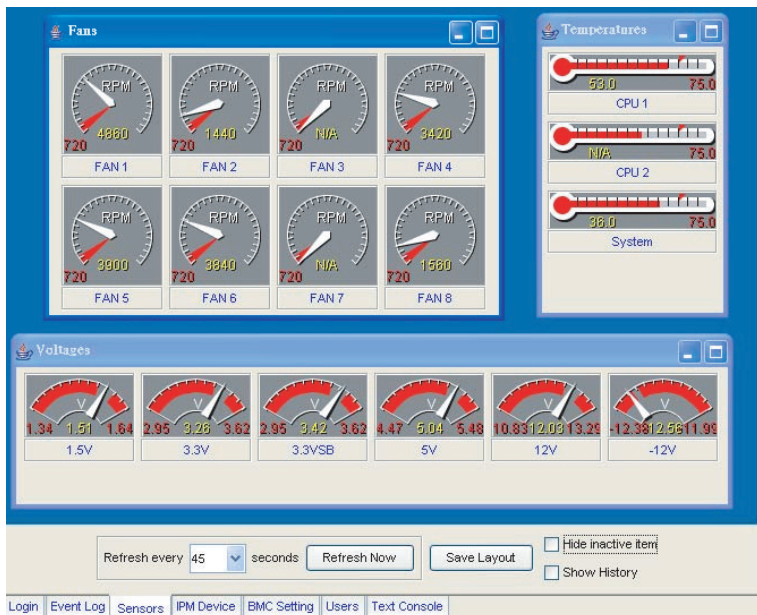 Fans
RPM RPM RPM RPM
4860 1440 N/A 3420
720 720 720 720
FAN 1 FAN 2 FAN 3 FAN 4
RPM RPM RPM RPM
3900 3840 N/A 1560
720 720 720 720
FAN 5 FAN 6 FAN 7 FAN 8
Temperatures
53.0 75.0
CPU 1
N/A 75.0
CPU 2
36.0 75.0
System
Voltages
V V V V V V
1.34 1.51 1.64 2.95 3.26 3.62 2.95 3.42 3.62 4.47 5.04 5.48 10.83 12.03 13.29 -12.38 12.56 11.99
1.5V 3.3V 3.3VSB 5V 12V -12V
Refresh every 45 seconds Refresh Now Save Layout
Hide inactive item
Show History
Login Event Log Sensors IPM Device BMC Setting Users Text Console